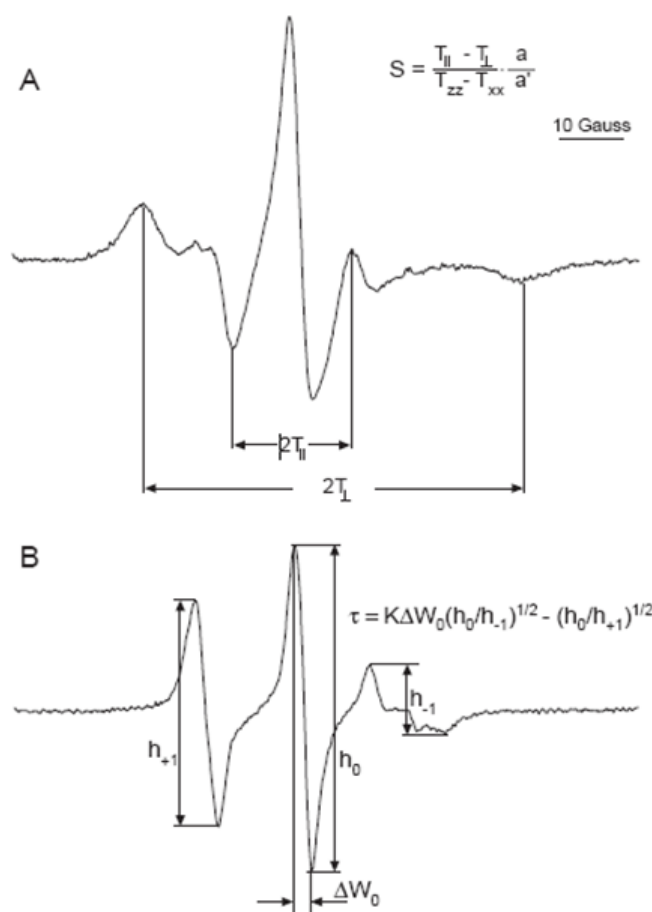 A
S = (T∥ - T⊥)/(Tzz - Txx) · a/a'
10 Gauss
2T∥
2T⊥
B
τ = KΔW₀(h₀/h₋₁)^1/2 - (h₀/h₊₁)^1/2
h₊₁
h₀
h₋₁
ΔW₀